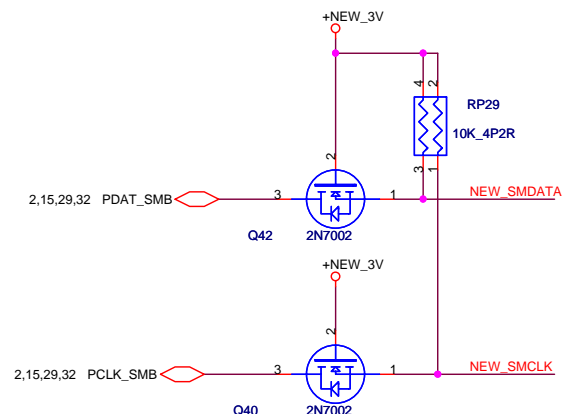 +NEW_3V
4
2
RP29
10K_4P2R
2
3
1
2,15,29,32 PDAT_SMB
3
1
NEW_SMDATA
Q42 2N7002
+NEW_3V
2
2,15,29,32 PCLK_SMB
3
1
NEW_SMCLK
Q40 2N7002